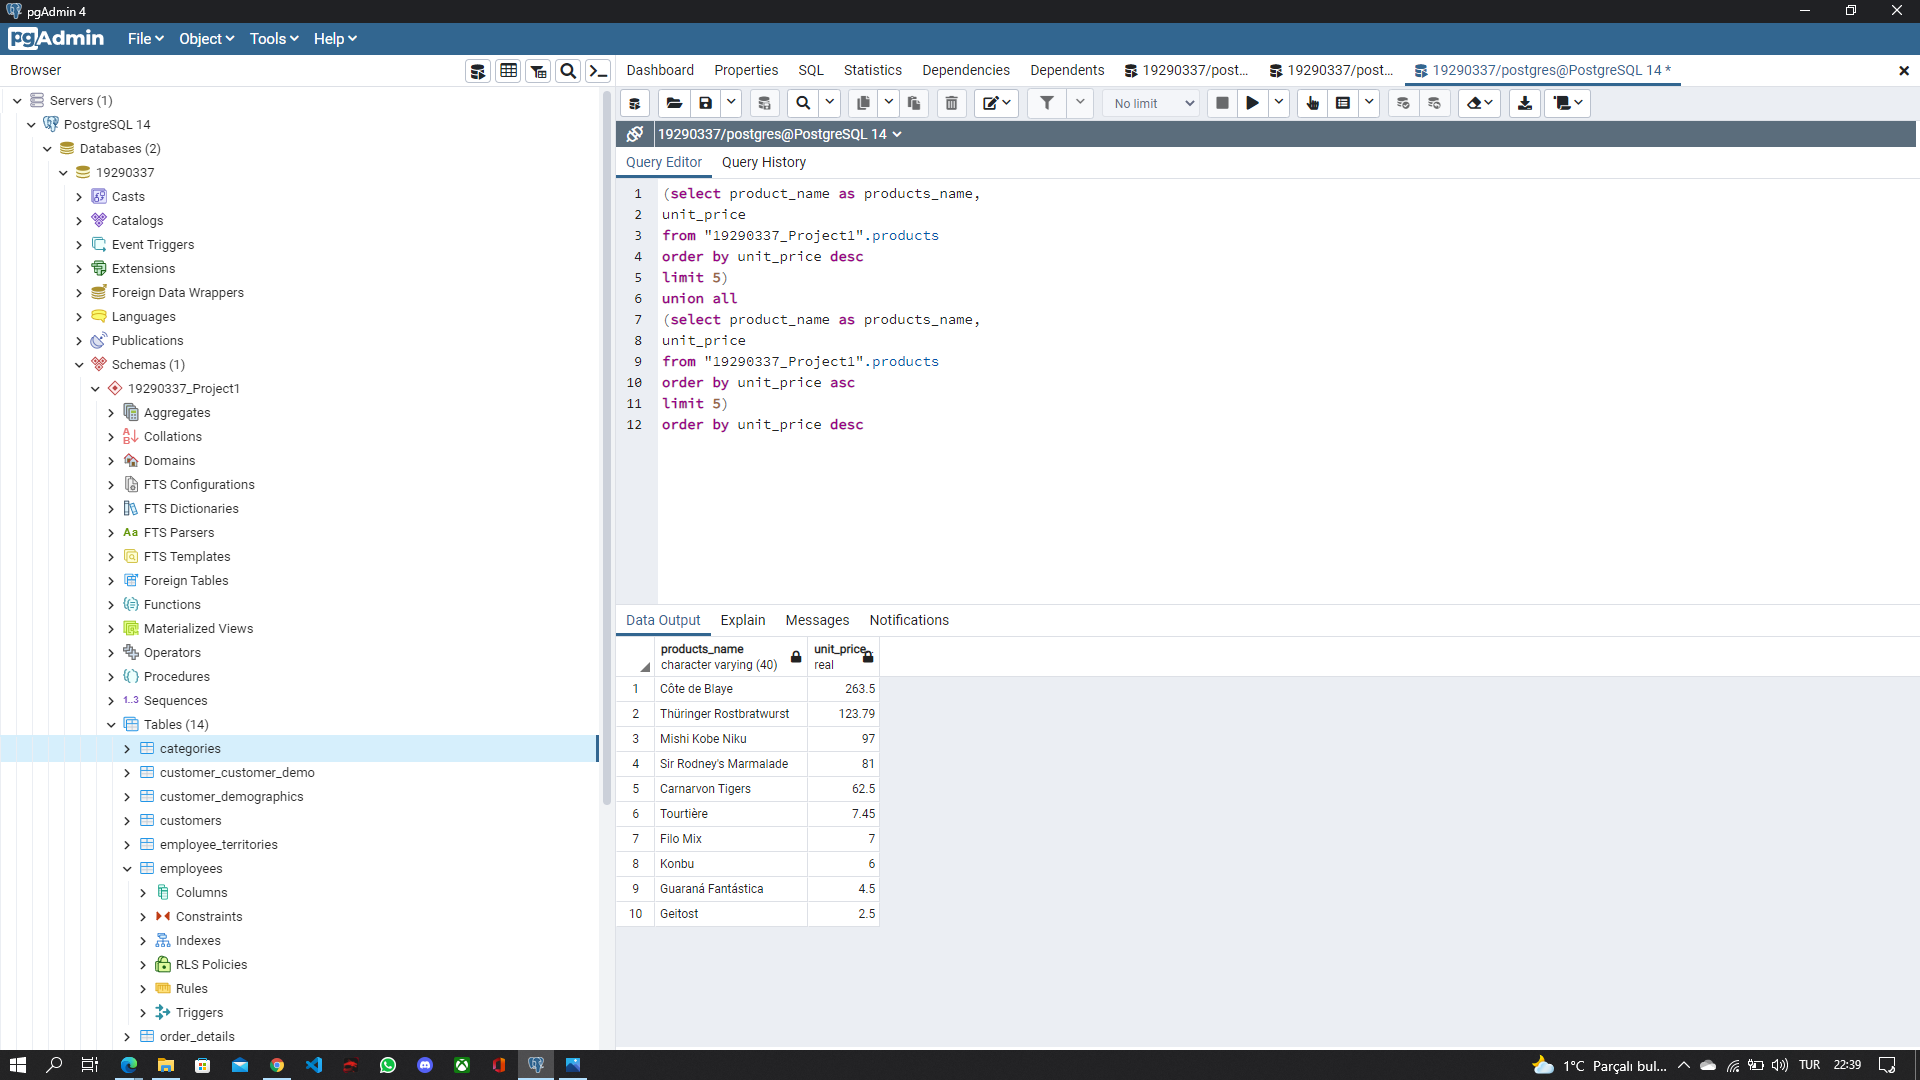 pgAdmin 4
pgAdmin File Object Tools Help
Browser
Dashboard Properties SQL Statistics Dependencies Dependents 19290337/post... 19290337/post... 19290337/postgres@PostgreSQL 14 *
No limit
19290337/postgres@PostgreSQL 14
Query Editor Query History
Servers (1)
PostgreSQL 14
Databases (2)
19290337
Casts
Catalogs
Event Triggers
Extensions
Foreign Data Wrappers
Languages
Publications
Schemas (1)
19290337_Project1
Aggregates
Collations
Domains
FTS Configurations
FTS Dictionaries
Aa FTS Parsers
FTS Templates
Foreign Tables
Functions
Materialized Views
Operators
Procedures
1..3 Sequences
Tables (14)
categories
customer_customer_demo
customer_demographics
customers
employee_territories
employees
Columns
Constraints
Indexes
RLS Policies
Rules
Triggers
order_details
1 (select product_name as products_name,
2 unit_price
3 from "19290337_Project1".products
4 order by unit_price desc
5 limit 5)
6 union all
7 (select product_name as products_name,
8 unit_price
9 from "19290337_Project1".products
10 order by unit_price asc
11 limit 5)
12 order by unit_price desc
Data Output Explain Messages Notifications
products_name unit_price
character varying (40) real
1 Côte de Blaye 263.5
2 Thüringer Rostbratwurst 123.79
3 Mishi Kobe Niku 97
4 Sir Rodney's Marmalade 81
5 Carnarvon Tigers 62.5
6 Tourtière 7.45
7 Filo Mix 7
8 Konbu 6
9 Guaraná Fantástica 4.5
10 Geitost 2.5
1°C Parçalı bul... TUR 22:39